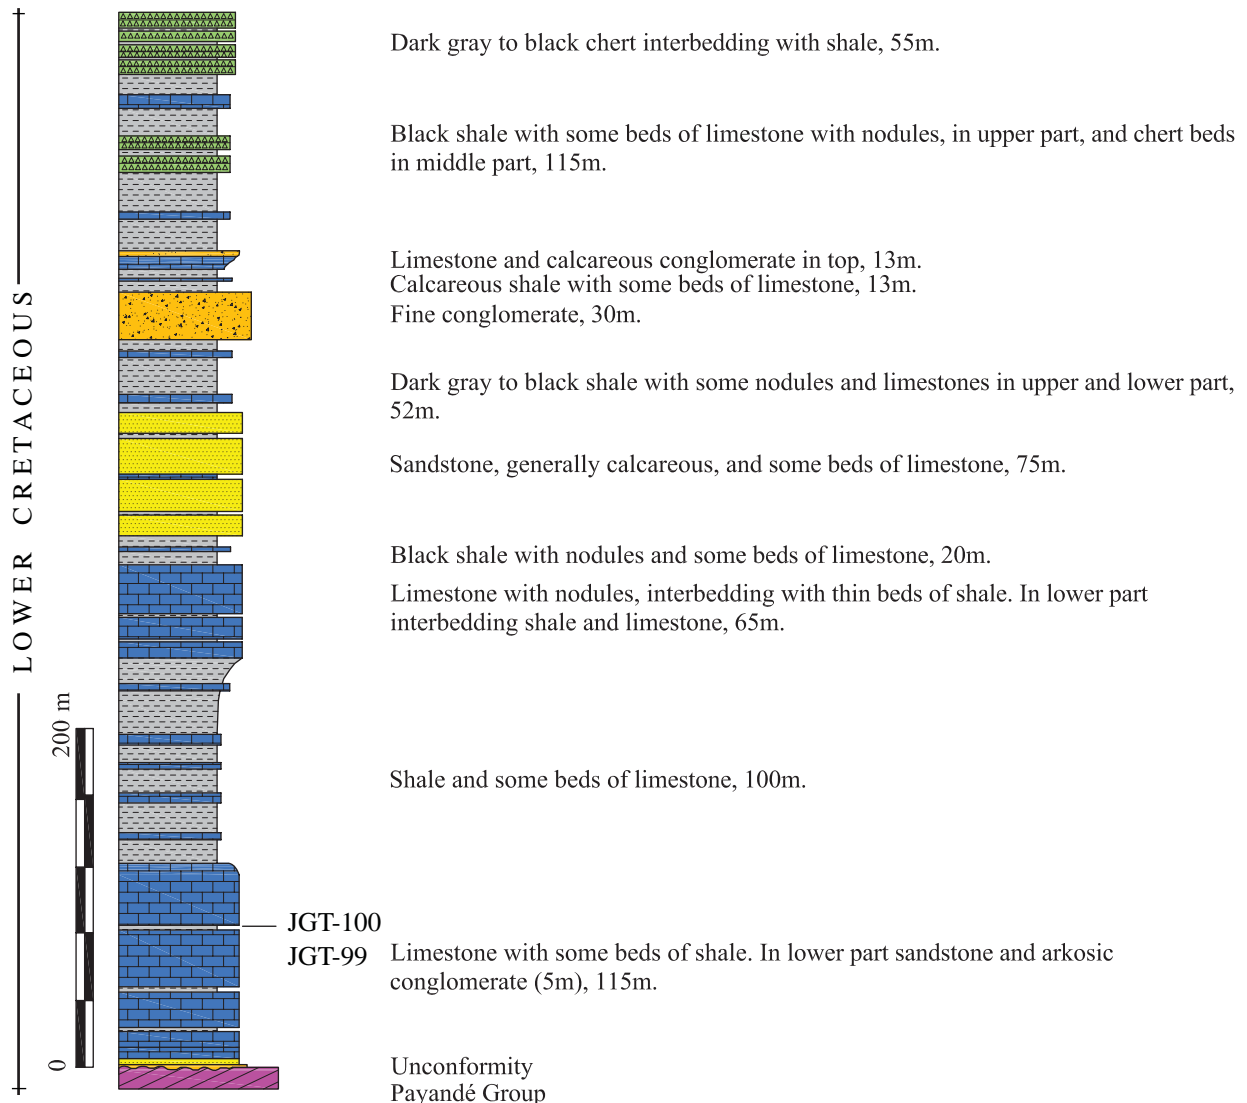 Dark gray to black chert interbedding with shale, 55m.
Black shale with some beds of limestone with nodules, in upper part, and chert beds
in middle part, 115m.
Limestone and calcareous conglomerate in top, 13m.
Calcareous shale with some beds of limestone, 13m.
Fine conglomerate, 30m.
Dark gray to black shale with some nodules and limestones in upper and lower part,
52m.
Sandstone, generally calcareous, and some beds of limestone, 75m.
Black shale with nodules and some beds of limestone, 20m.
Limestone with nodules, interbedding with thin beds of shale. In lower part
interbedding shale and limestone, 65m.
Shale and some beds of limestone, 100m.
JGT-100
JGT-99
Limestone with some beds of shale. In lower part sandstone and arkosic
conglomerate (5m), 115m.
Unconformity
Payandé Group
LOWER CRETACEOUS
200 m
0